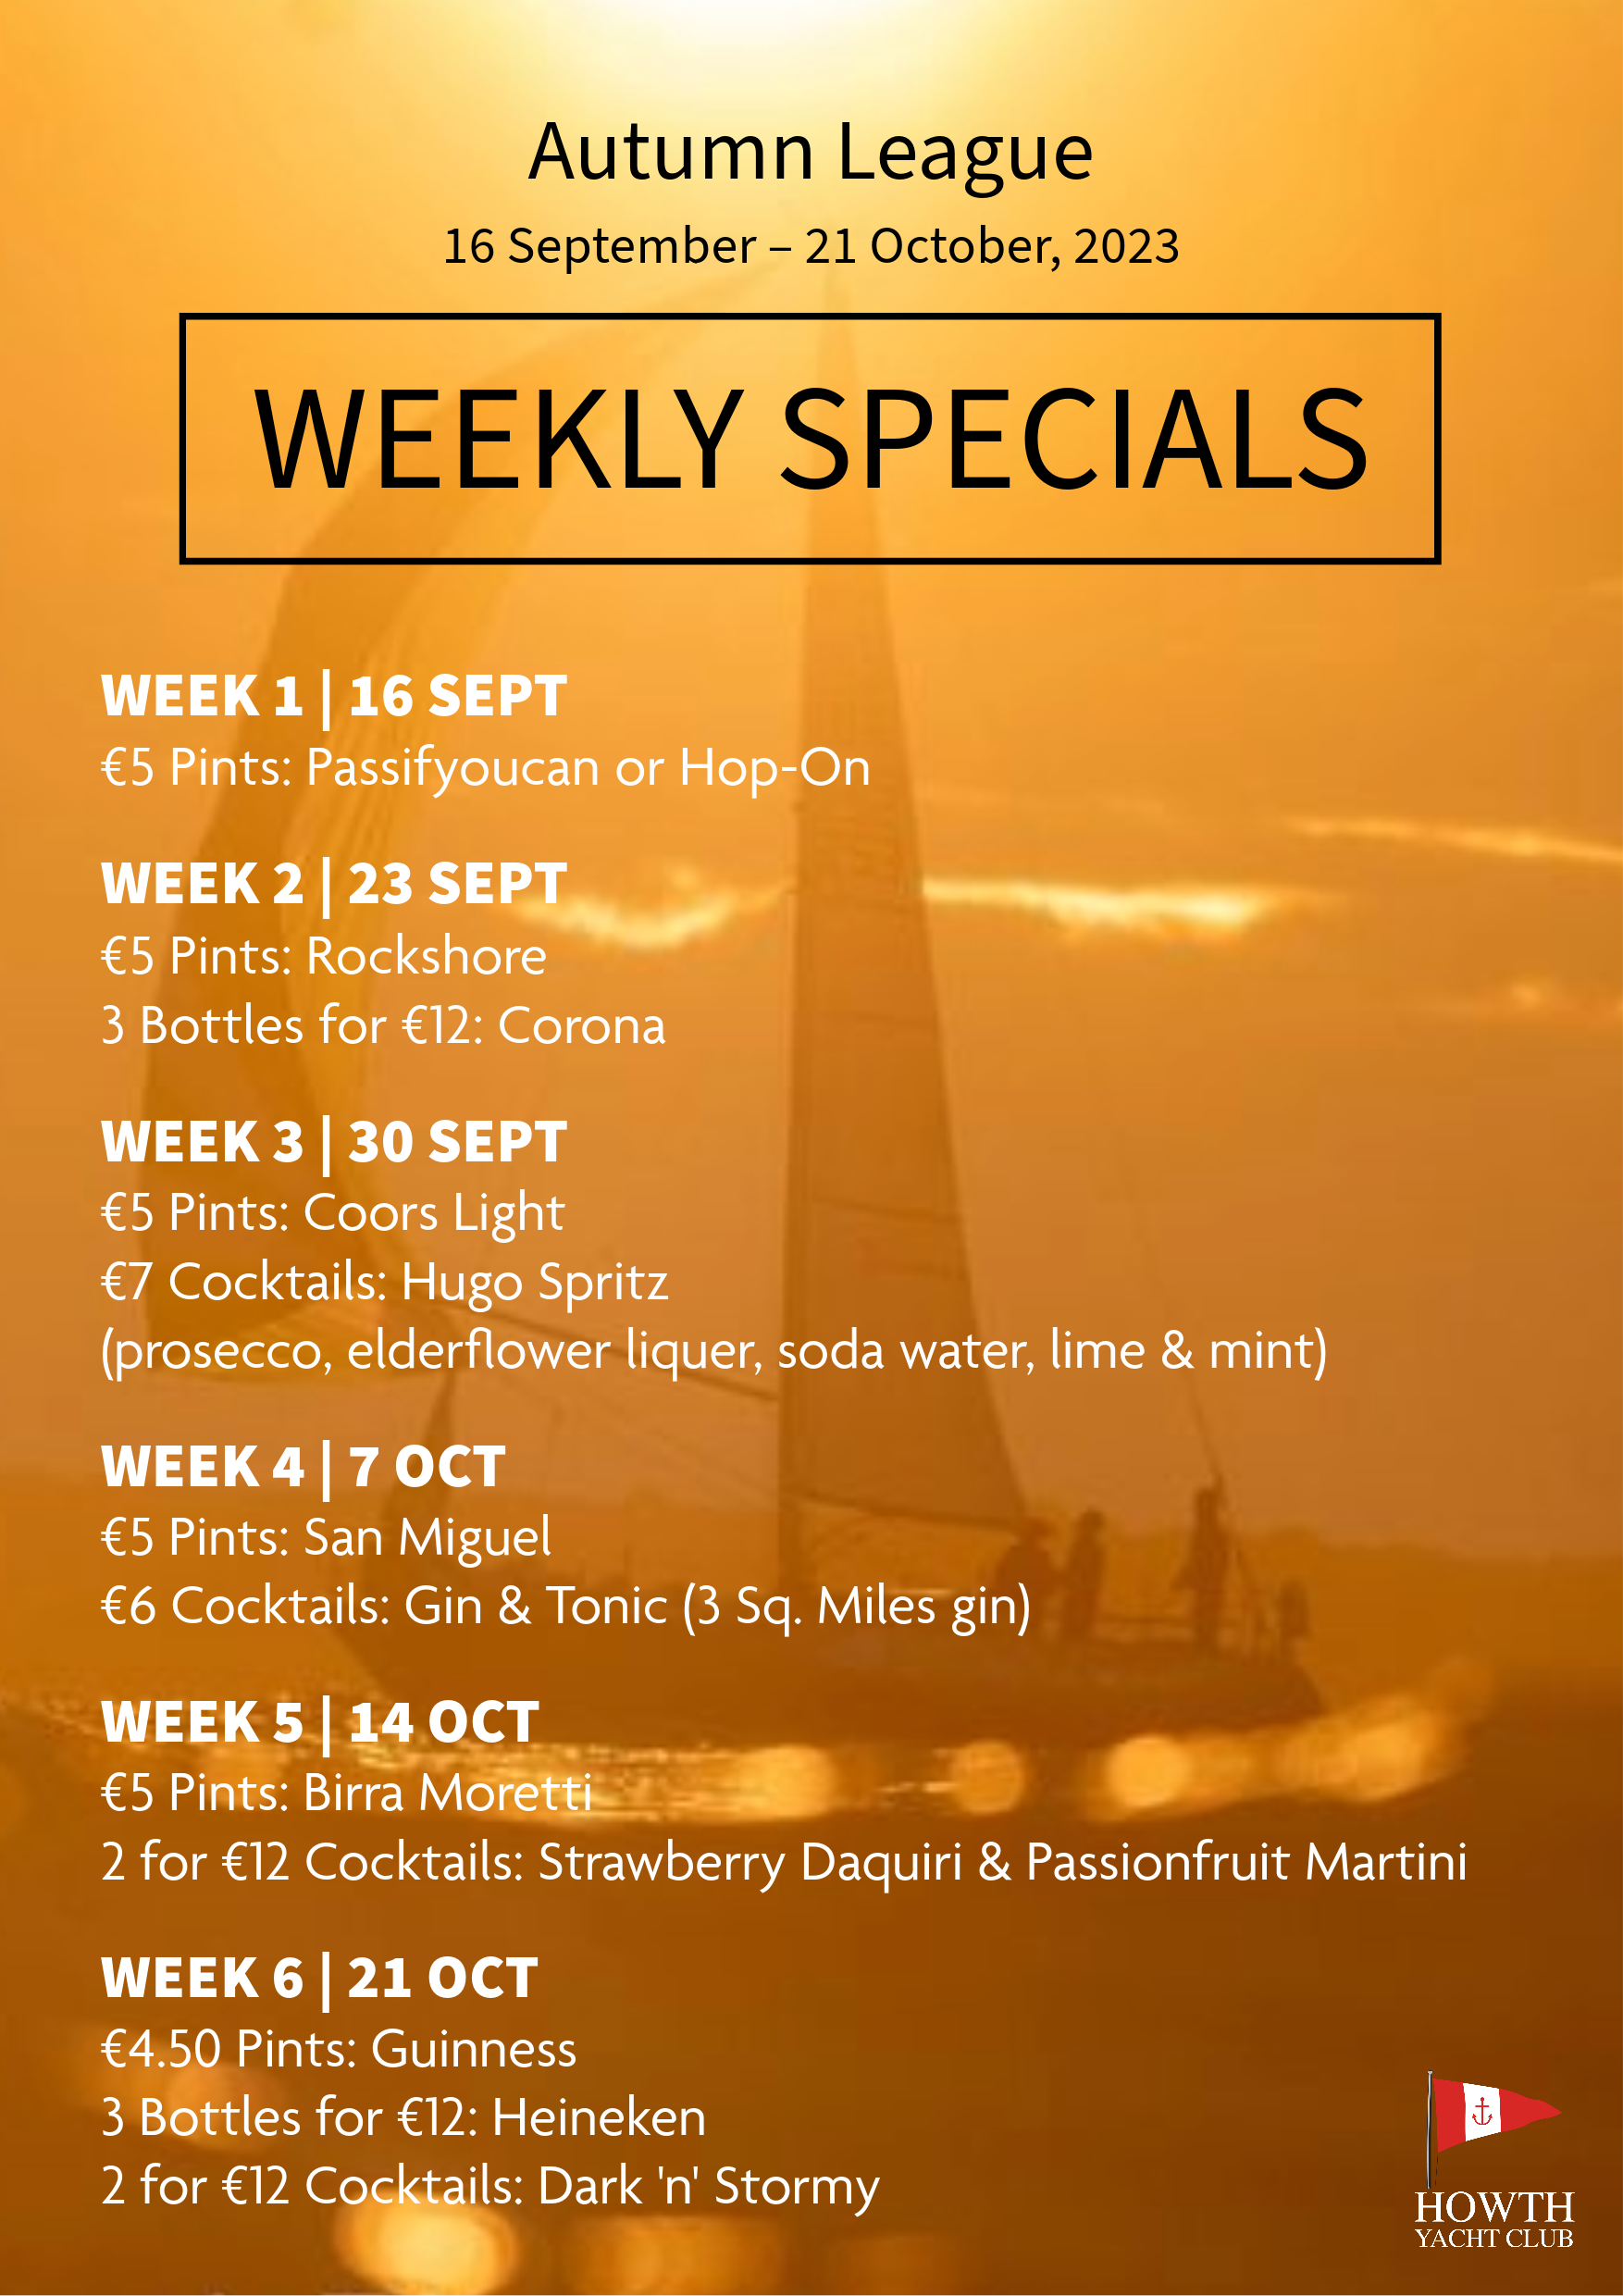 Autumn League
16 September – 21 October, 2023
WEEKLY SPECIALS
WEEK 1 | 16 SEPT
€5 Pints: Passifyoucan or Hop-On
WEEK 2 | 23 SEPT
€5 Pints: Rockshore
3 Bottles for €12: Corona
WEEK 3 | 30 SEPT
€5 Pints: Coors Light
€7 Cocktails: Hugo Spritz
(prosecco, elderflower liquer, soda water, lime & mint)
WEEK 4 | 7 OCT
€5 Pints: San Miguel
€6 Cocktails: Gin & Tonic (3 Sq. Miles gin)
WEEK 5 | 14 OCT
€5 Pints: Birra Moretti
2 for €12 Cocktails: Strawberry Daquiri & Passionfruit Martini
WEEK 6 | 21 OCT
€4.50 Pints: Guinness
3 Bottles for €12: Heineken
2 for €12 Cocktails: Dark 'n' Stormy
HOWTH
YACHT CLUB